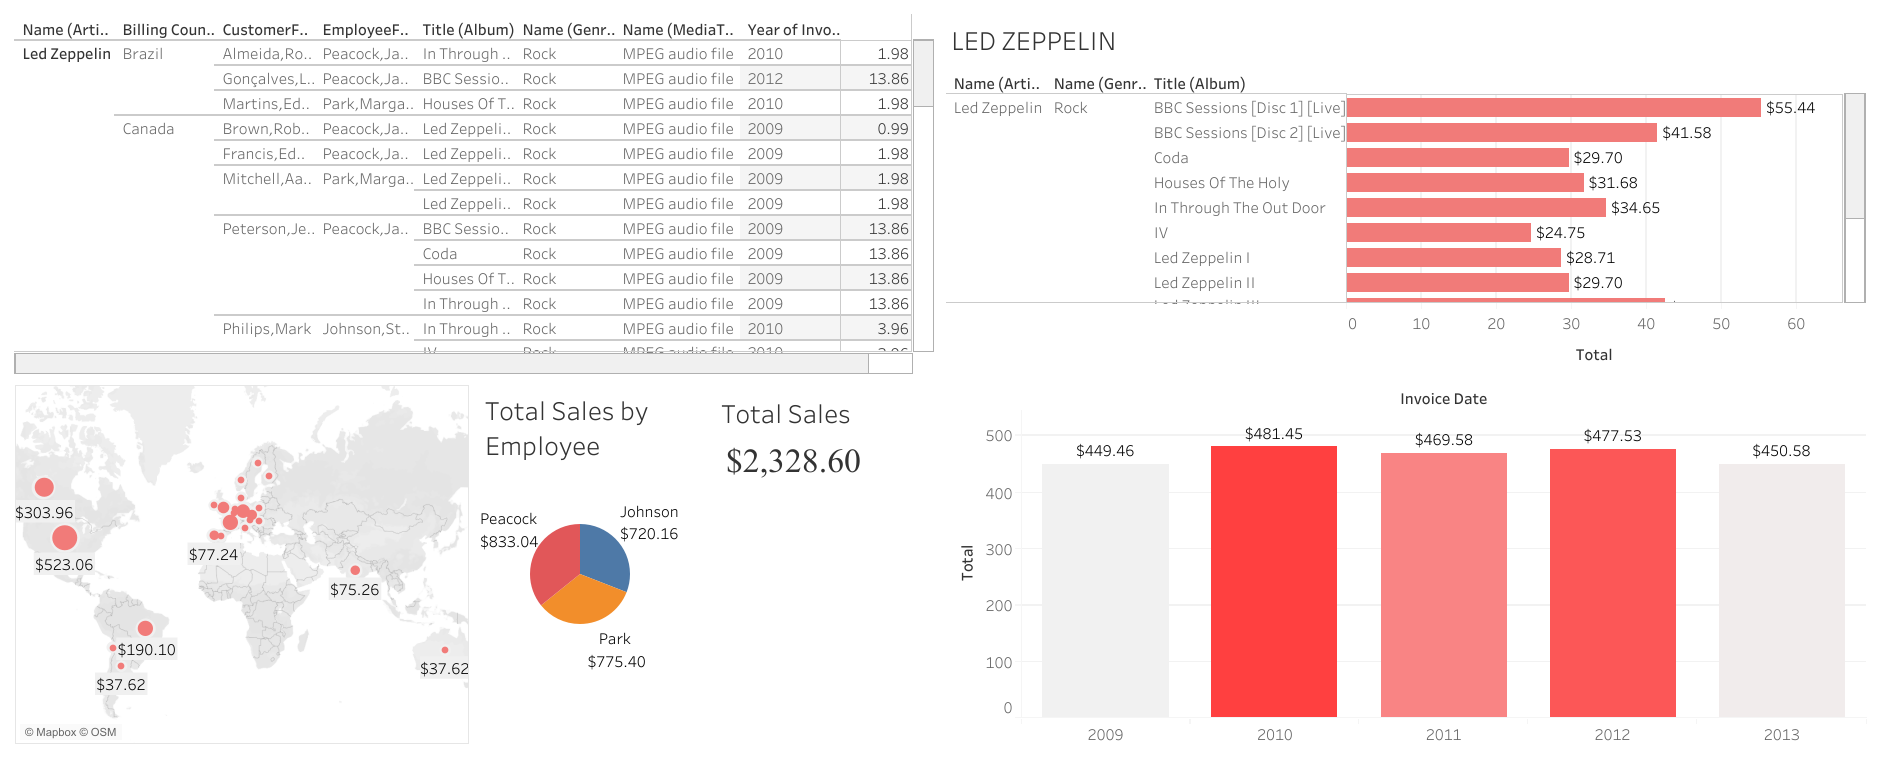 Name (Arti.. Billing Coun.. CustomerF.. EmployeeF.. Title (Album) Name (Genr.. Name (MediaT.. Year of Invo..
Led Zeppelin Brazil Almeida,Ro.. Peacock,Ja.. In Through .. Rock MPEG audio file 2010 1.98
Gonçalves,L.. Peacock,Ja.. BBC Sessio.. Rock MPEG audio file 2012 13.86
Martins,Ed.. Park,Marga.. Houses Of T.. Rock MPEG audio file 2010 1.98
Canada Brown,Rob.. Peacock,Ja.. Led Zeppeli.. Rock MPEG audio file 2009 0.99
Francis,Ed.. Peacock,Ja.. Led Zeppeli.. Rock MPEG audio file 2009 1.98
Mitchell,Aa.. Park,Marga.. Led Zeppeli.. Rock MPEG audio file 2009 1.98
Led Zeppeli.. Rock MPEG audio file 2009 1.98
Peterson,Je.. Peacock,Ja.. BBC Sessio.. Rock MPEG audio file 2009 13.86
Coda Rock MPEG audio file 2009 13.86
Houses Of T.. Rock MPEG audio file 2009 13.86
In Through .. Rock MPEG audio file 2009 13.86
Philips,Mark Johnson,St.. In Through .. Rock MPEG audio file 2010 3.96
IV Rock MPEG audio file 2010 3.96
LED ZEPPELIN
Name (Arti.. Name (Genr.. Title (Album)
Led Zeppelin Rock BBC Sessions [Disc 1] [Live] $55.44
BBC Sessions [Disc 2] [Live] $41.58
Coda $29.70
Houses Of The Holy $31.68
In Through The Out Door $34.65
IV $24.75
Led Zeppelin I $28.71
Led Zeppelin II $29.70
Led Zeppelin III
0 10 20 30 40 50 60
Total
$303.96
$523.06
$77.24
$75.26
$190.10
$37.62
$37.62
© Mapbox © OSM
Total Sales by
Employee
Peacock
$833.04
Johnson
$720.16
Park
$775.40
Total Sales
$2,328.60
Invoice Date
Total
500
400
300
200
100
0
$449.46
$481.45
$469.58
$477.53
$450.58
2009 2010 2011 2012 2013